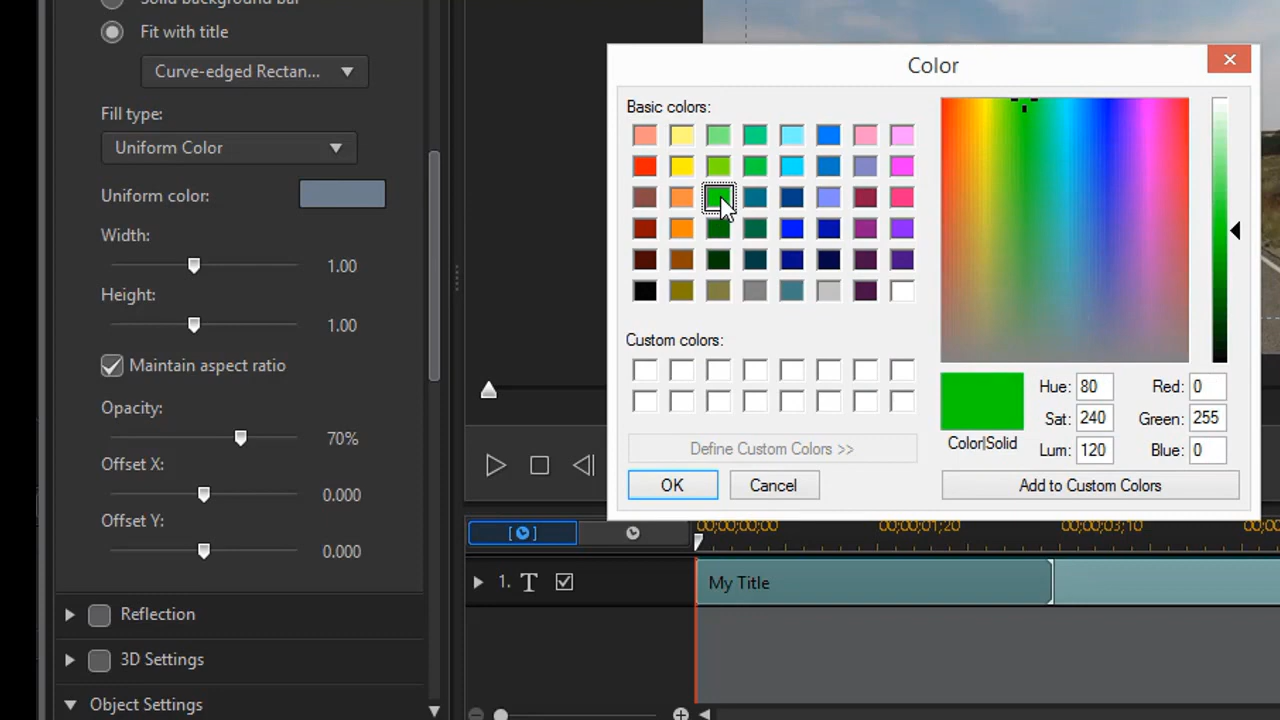 Solid background bar
Fit with title
Curve-edged Rectan...
Fill type:
Uniform Color
Uniform color:
Width:
1.00
Height:
1.00
Maintain aspect ratio
Opacity:
70%
Offset X:
0.000
Offset Y:
0.000
Reflection
3D Settings
Object Settings
Color
Basic colors:
Custom colors:
Define Custom Colors >>
OK
Cancel
Color|Solid
Hue: 80
Sat: 240
Lum: 120
Red: 0
Green: 255
Blue: 0
Add to Custom Colors
00;00;00;00
00;00;01;20
00;00;03;10
1. T
My Title